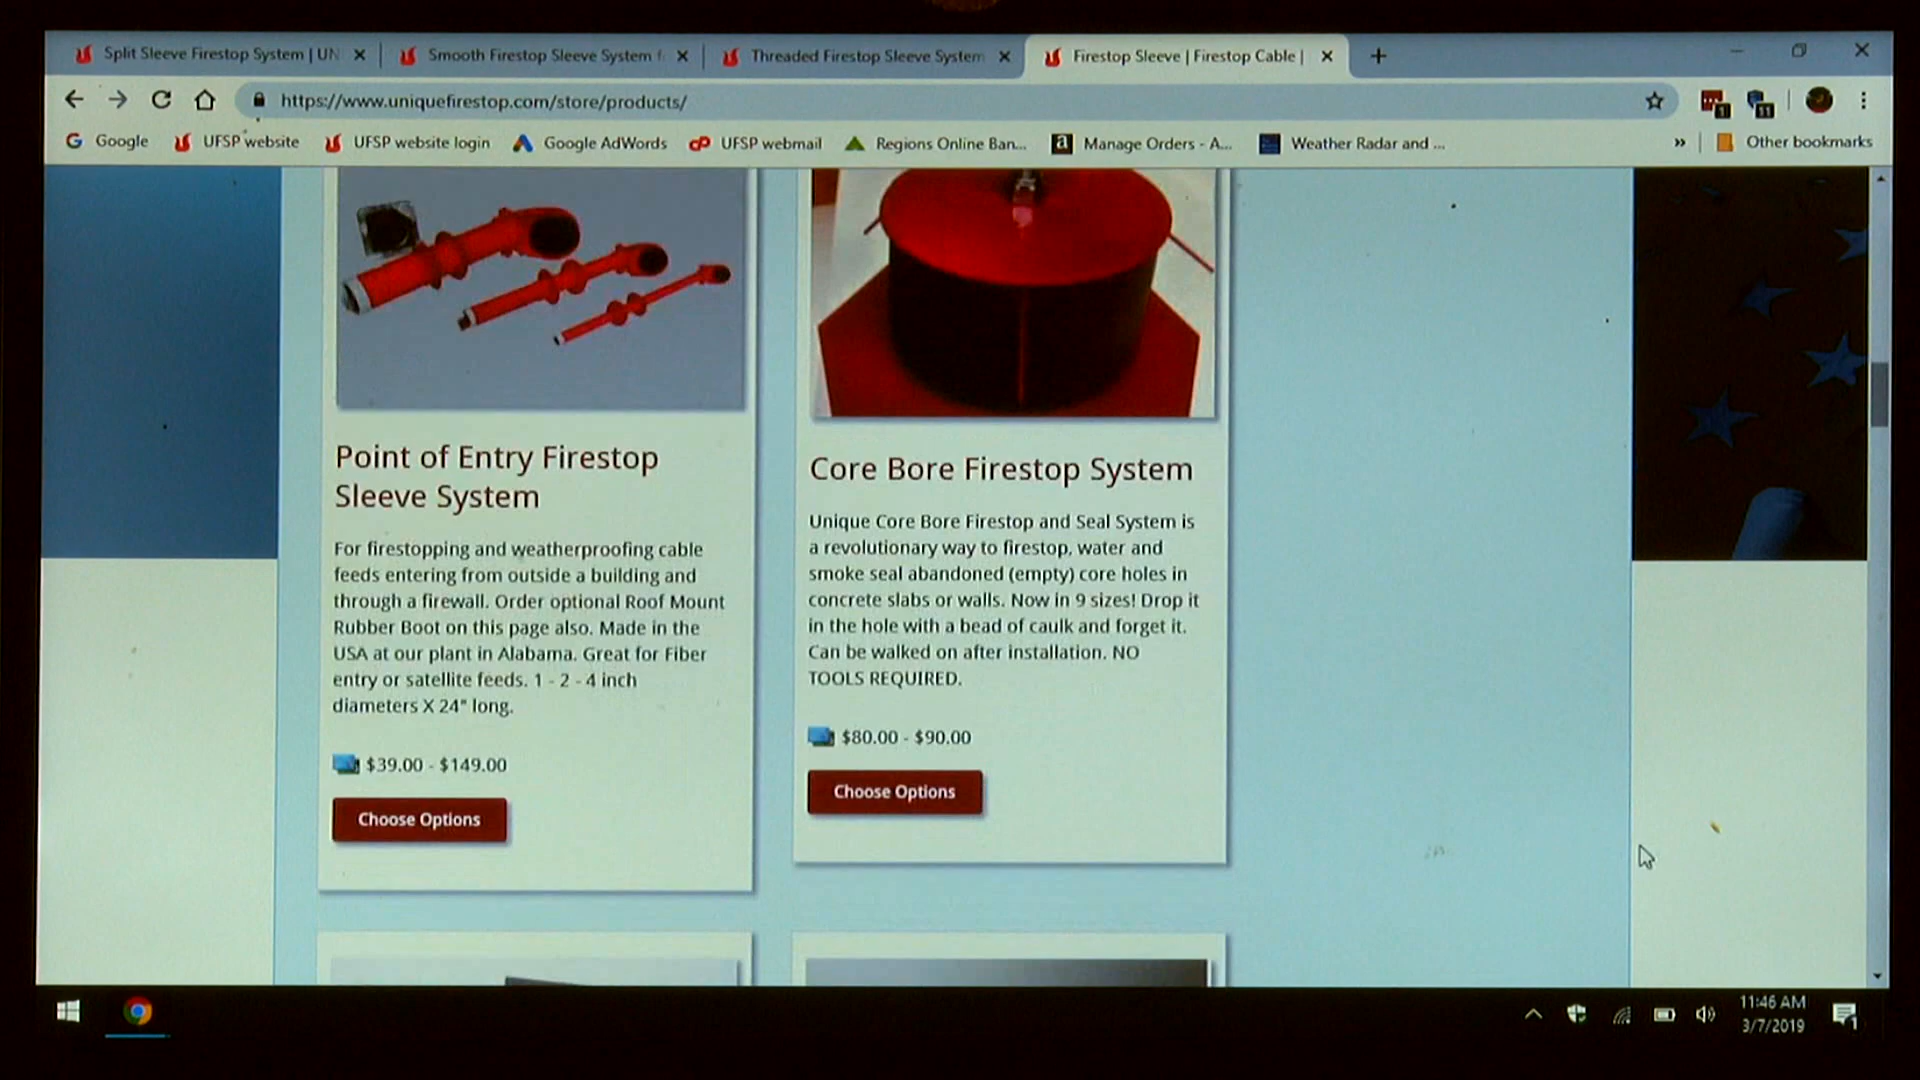 Split Sleeve Firestop System | UN
Smooth Firestop Sleeve System f
Threaded Firestop Sleeve System
Firestop Sleeve | Firestop Cable |
https://www.uniquefirestop.com/store/products/
Google
UFSP website
UFSP website login
Google AdWords
UFSP webmail
Regions Online Ban...
Manage Orders - A...
Weather Radar and ...
»
Other bookmarks
Point of Entry Firestop
Sleeve System
For firestopping and weatherproofing cable
feeds entering from outside a building and
through a firewall. Order optional Roof Mount
Rubber Boot on this page also. Made in the
USA at our plant in Alabama. Great for Fiber
entry or satellite feeds. 1 - 2 - 4 inch
diameters X 24" long.
$39.00 - $149.00
Choose Options
Core Bore Firestop System
Unique Core Bore Firestop and Seal System is
a revolutionary way to firestop, water and
smoke seal abandoned (empty) core holes in
concrete slabs or walls. Now in 9 sizes! Drop it
in the hole with a bead of caulk and forget it.
Can be walked on after installation. NO
TOOLS REQUIRED.
$80.00 - $90.00
Choose Options
11:46 AM
3/7/2019